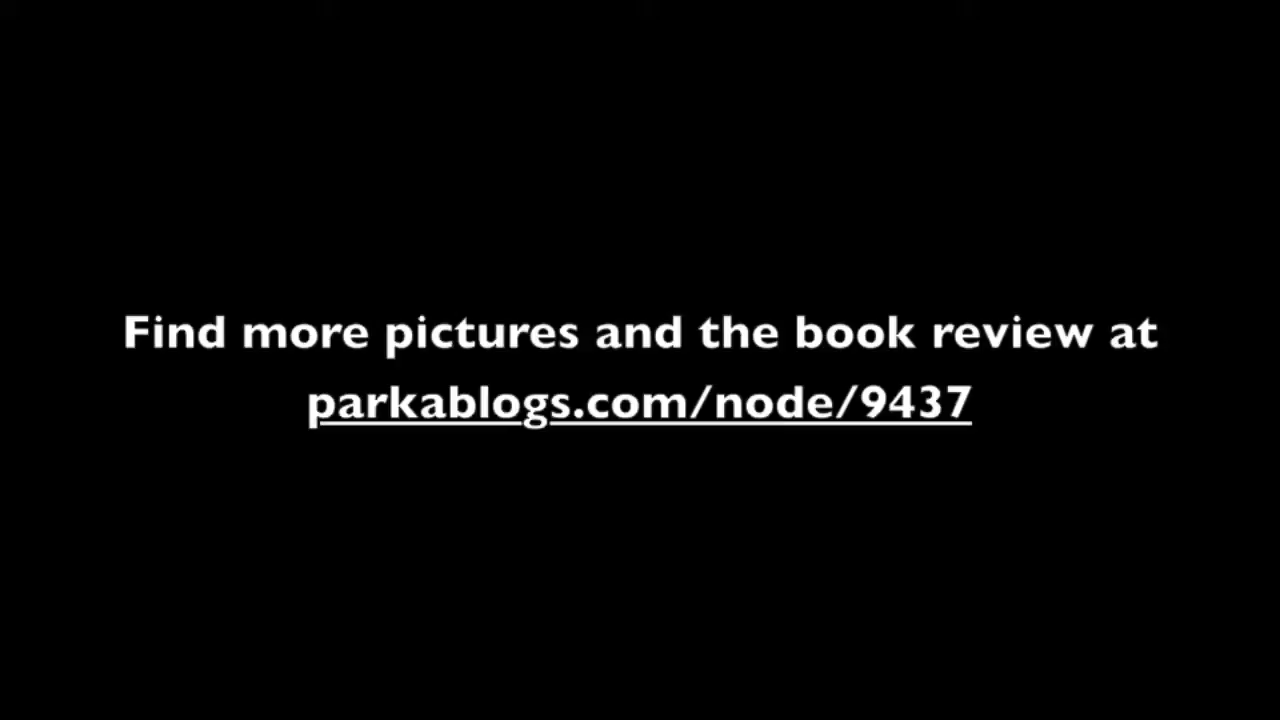 Find more pictures and the book review at
parkablogs.com/node/9437